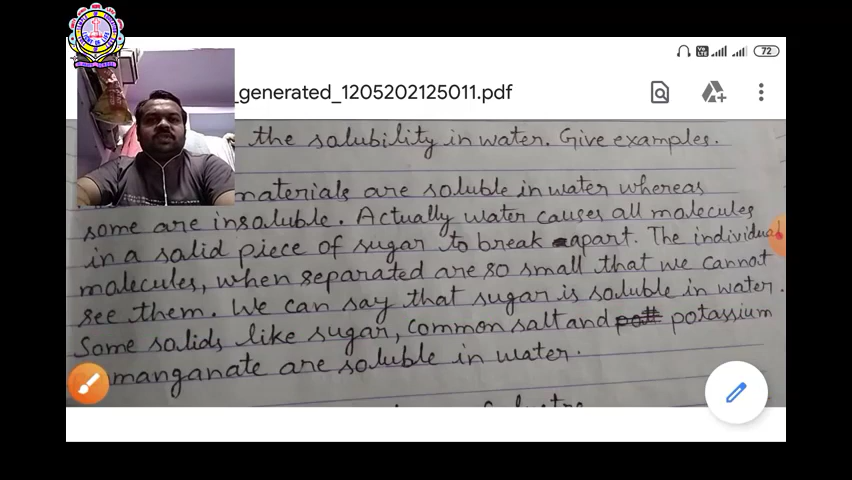 72
_generated_1205202125011.pdf
the solubility in water. Give examples.
materials are soluble in water whereas
some are insoluble. Actually water causes all molecules
in a solid piece of sugar to break apart. The individual
molecules, when separated are so small that we cannot
see them. We can say that sugar is soluble in water.
Some solids like sugar, common salt and potassium
manganate are soluble in water.